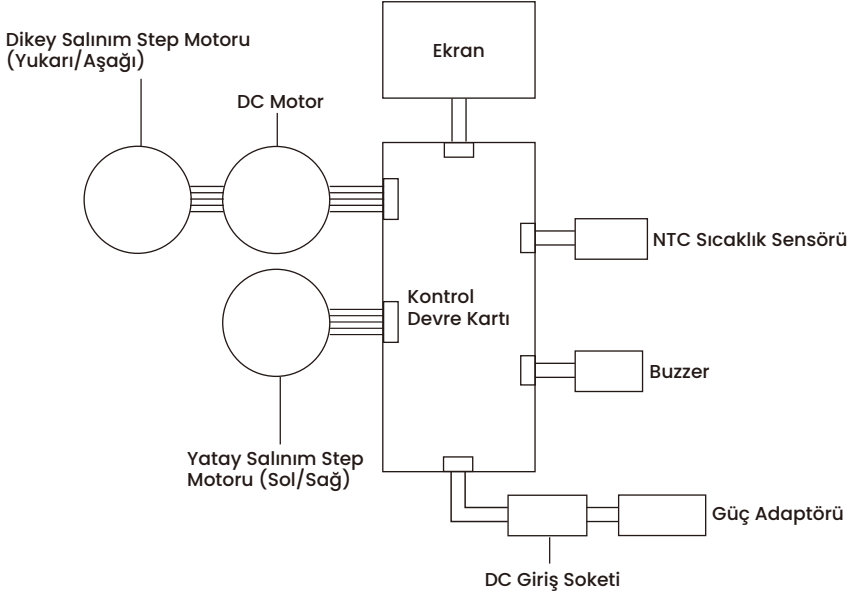 Dikey Salınım Step Motoru
(Yukarı/Aşağı)
Ekran
DC Motor
NTC Sıcaklık Sensörü
Kontrol
Devre Kartı
Buzzer
Yatay Salınım Step
Motoru (Sol/Sağ)
Güç Adaptörü
DC Giriş Soketi